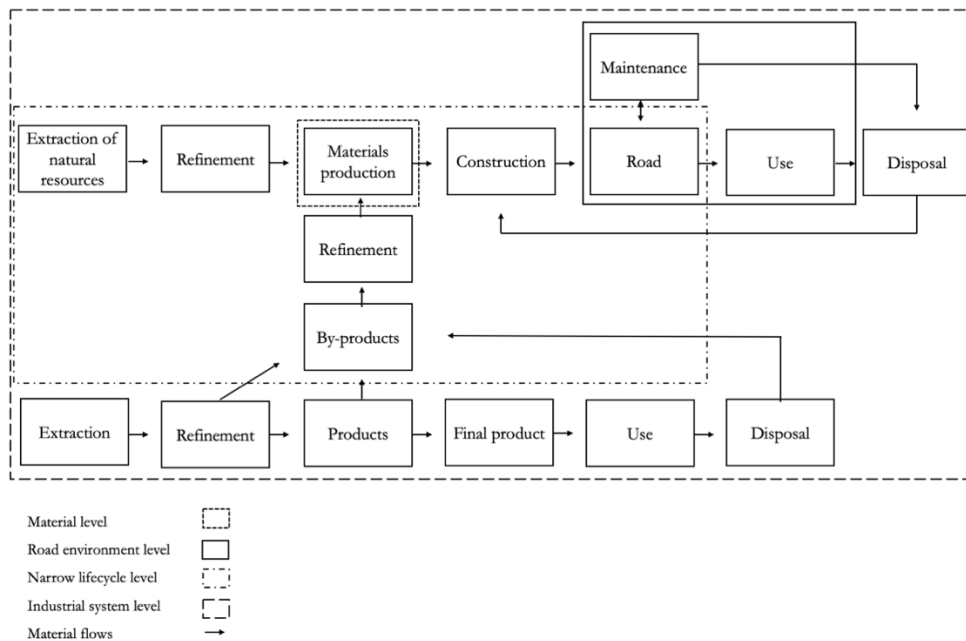 Maintenance
Extraction of
natural
resources
Refinement
Materials
production
Construction
Road
Use
Disposal
Refinement
By-products
Extraction
Refinement
Products
Final product
Use
Disposal
Material level
Road environment level
Narrow lifecycle level
Industrial system level
Material flows